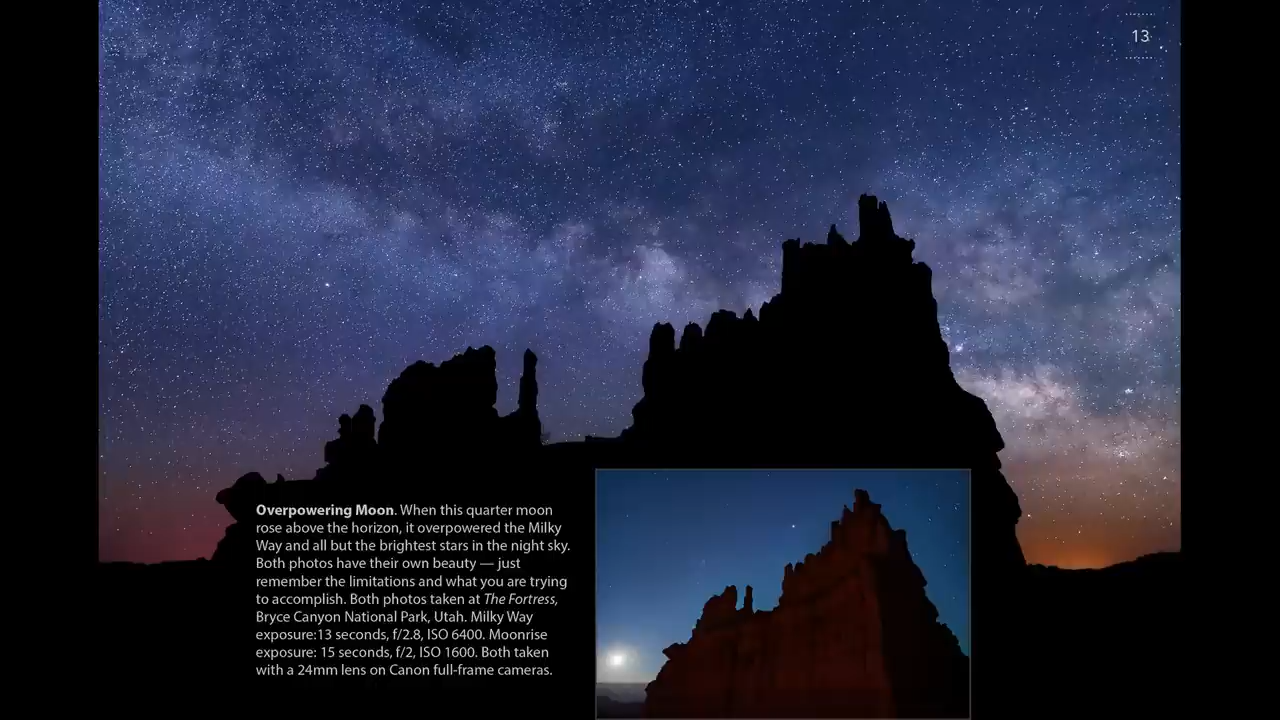 13
Overpowering Moon. When this quarter moon
rose above the horizon, it overpowered the Milky
Way and all but the brightest stars in the night sky.
Both photos have their own beauty — just
remember the limitations and what you are trying
to accomplish. Both photos taken at The Fortress,
Bryce Canyon National Park, Utah. Milky Way
exposure:13 seconds, f/2.8, ISO 6400. Moonrise
exposure: 15 seconds, f/2, ISO 1600. Both taken
with a 24mm lens on Canon full-frame cameras.